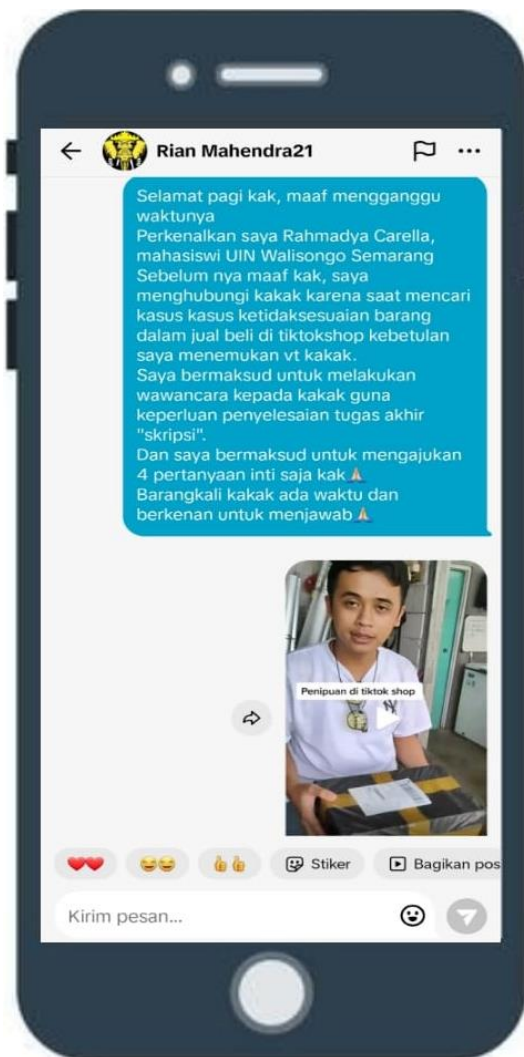 Rian Mahendra21
Selamat pagi kak, maaf mengganggu
waktunya
Perkenalkan saya Rahmadya Carella,
mahasiswi UIN Walisongo Semarang
Sebelum nya maaf kak, saya
menghubungi kakak karena saat mencari
kasus kasus ketidaksesuaian barang
dalam jual beli di tiktokshop kebetulan
saya menemukan vt kakak.
Saya bermaksud untuk melakukan
wawancara kepada kakak guna
keperluan penyelesaian tugas akhir
"skripsi".
Dan saya bermaksud untuk mengajukan
4 pertanyaan inti saja kak🙏🏻
Barangkali kakak ada waktu dan
berkenan untuk menjawab🙏🏻
Penipuan di tiktok shop
Stiker
Bagikan pos
Kirim pesan...